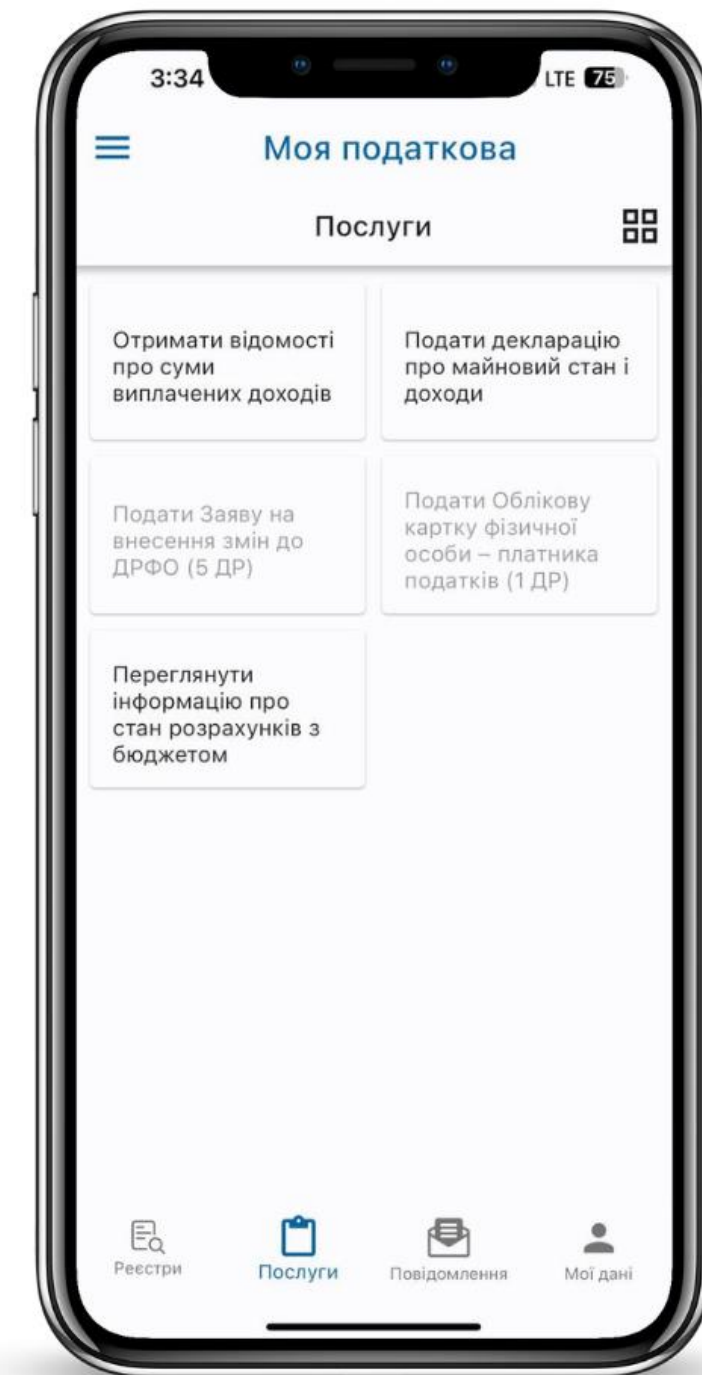 3:34 LTE 75
Моя податкова
Послуги
Отримати відомості
про суми
виплачених доходів
Подати декларацію
про майновий стан і
доходи
Подати Заяву на
внесення змін до
ДРФО (5 ДР)
Подати Облікову
картку фізичної
особи – платника
податків (1 ДР)
Переглянути
інформацію про
стан розрахунків з
бюджетом
Реєстри Послуги Повідомлення Мої дані